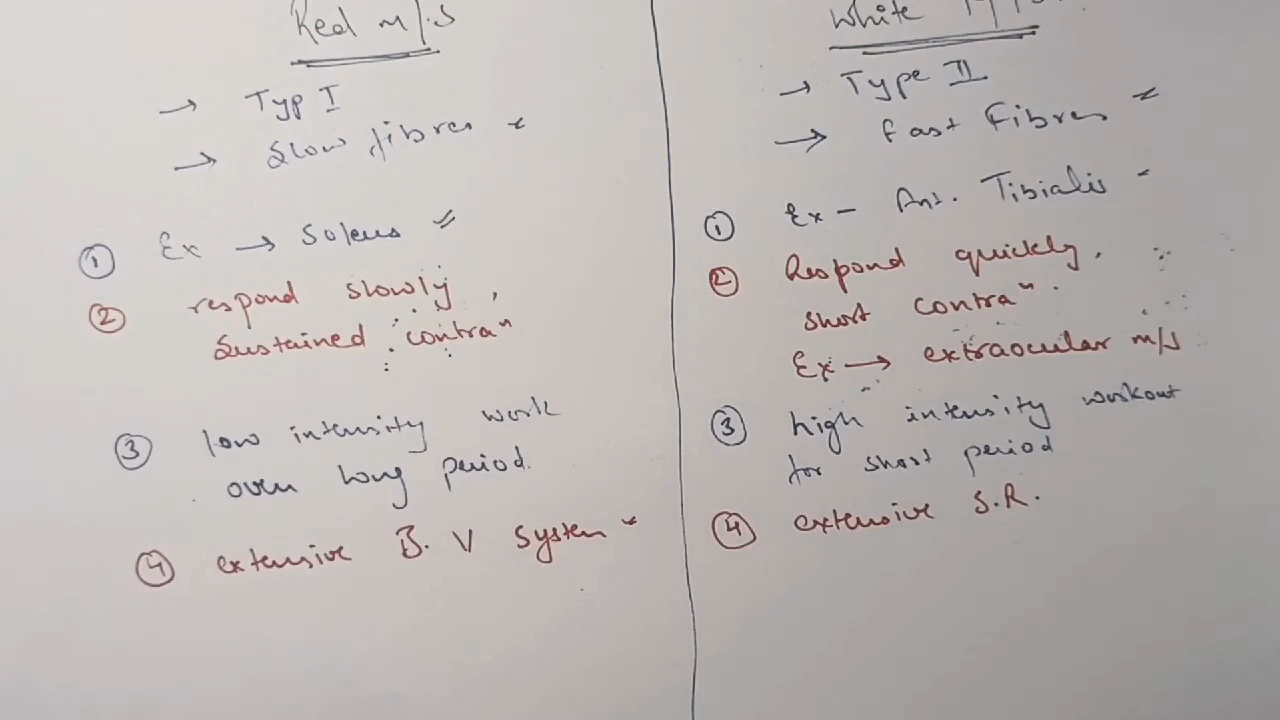 Red m/s
→ Typ I
→ Slow fibres
① Ex → Soleus
② respond slowly,
sustained contraⁿ
③ low intensity work
over long period.
④ extensive B.V system
White
→ Type II
→ fast Fibres
① Ex - Ant. Tibialis
② Respond quickly,
short contraⁿ.
Ex → extraocular m/s
③ high intensity workout
for short period
④ extensive S.R.